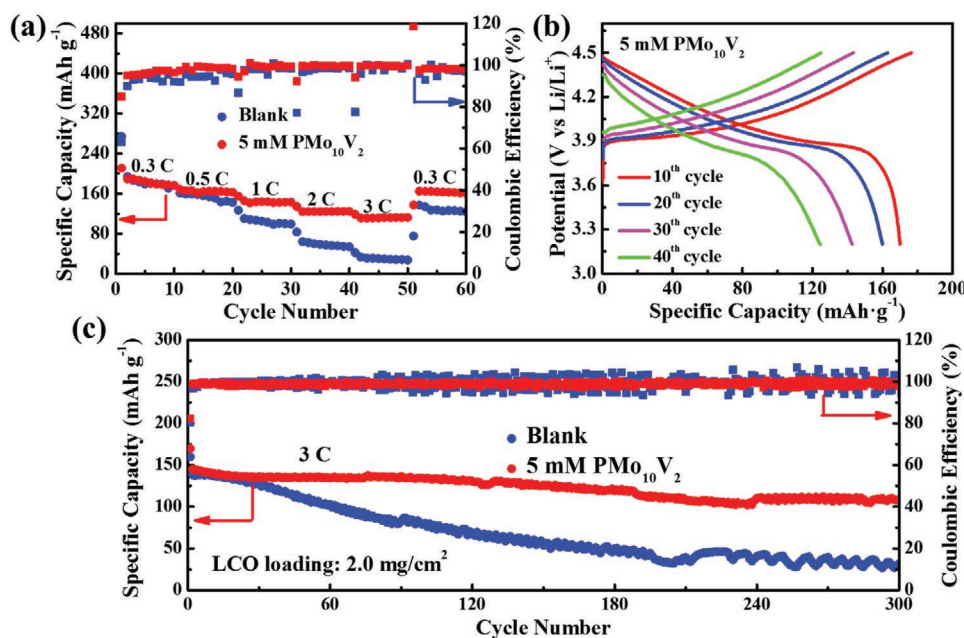 (a)
480
400
320
240
160
80
0
Specific Capacity (mAh g⁻¹)
Blank
5 mM PMo₁₀V₂
0.3 C
0.5 C
1 C
2 C
3 C
0.3 C
120
100
80
60
40
20
0
Coulombic Efficiency (%)
0 10 20 30 40 50 60
Cycle Number
(b)
5 mM PMo₁₀V₂
4.5
4.2
3.9
3.6
3.3
3.0
Potential (V vs Li/Li⁺)
10ᵗʰ cycle
20ᵗʰ cycle
30ᵗʰ cycle
40ᵗʰ cycle
0 40 80 120 160 200
Specific Capacity (mAh·g⁻¹)
(c)
300
250
200
150
100
50
0
Specific Capacity (mAh g⁻¹)
3 C
Blank
5 mM PMo₁₀V₂
LCO loading: 2.0 mg/cm²
120
100
80
60
40
20
0
Coulombic Efficiency (%)
0 60 120 180 240 300
Cycle Number